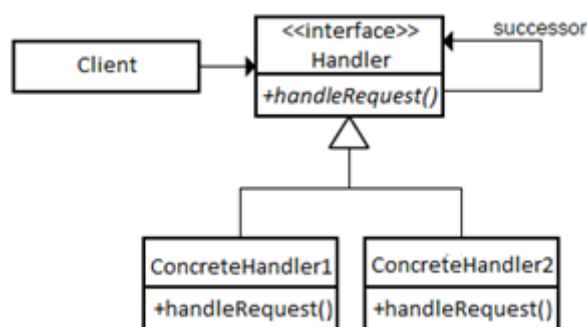 successor
<<interface>>
Handler
Client
+handleRequest()
ConcreteHandler1
ConcreteHandler2
+handleRequest()
+handleRequest()